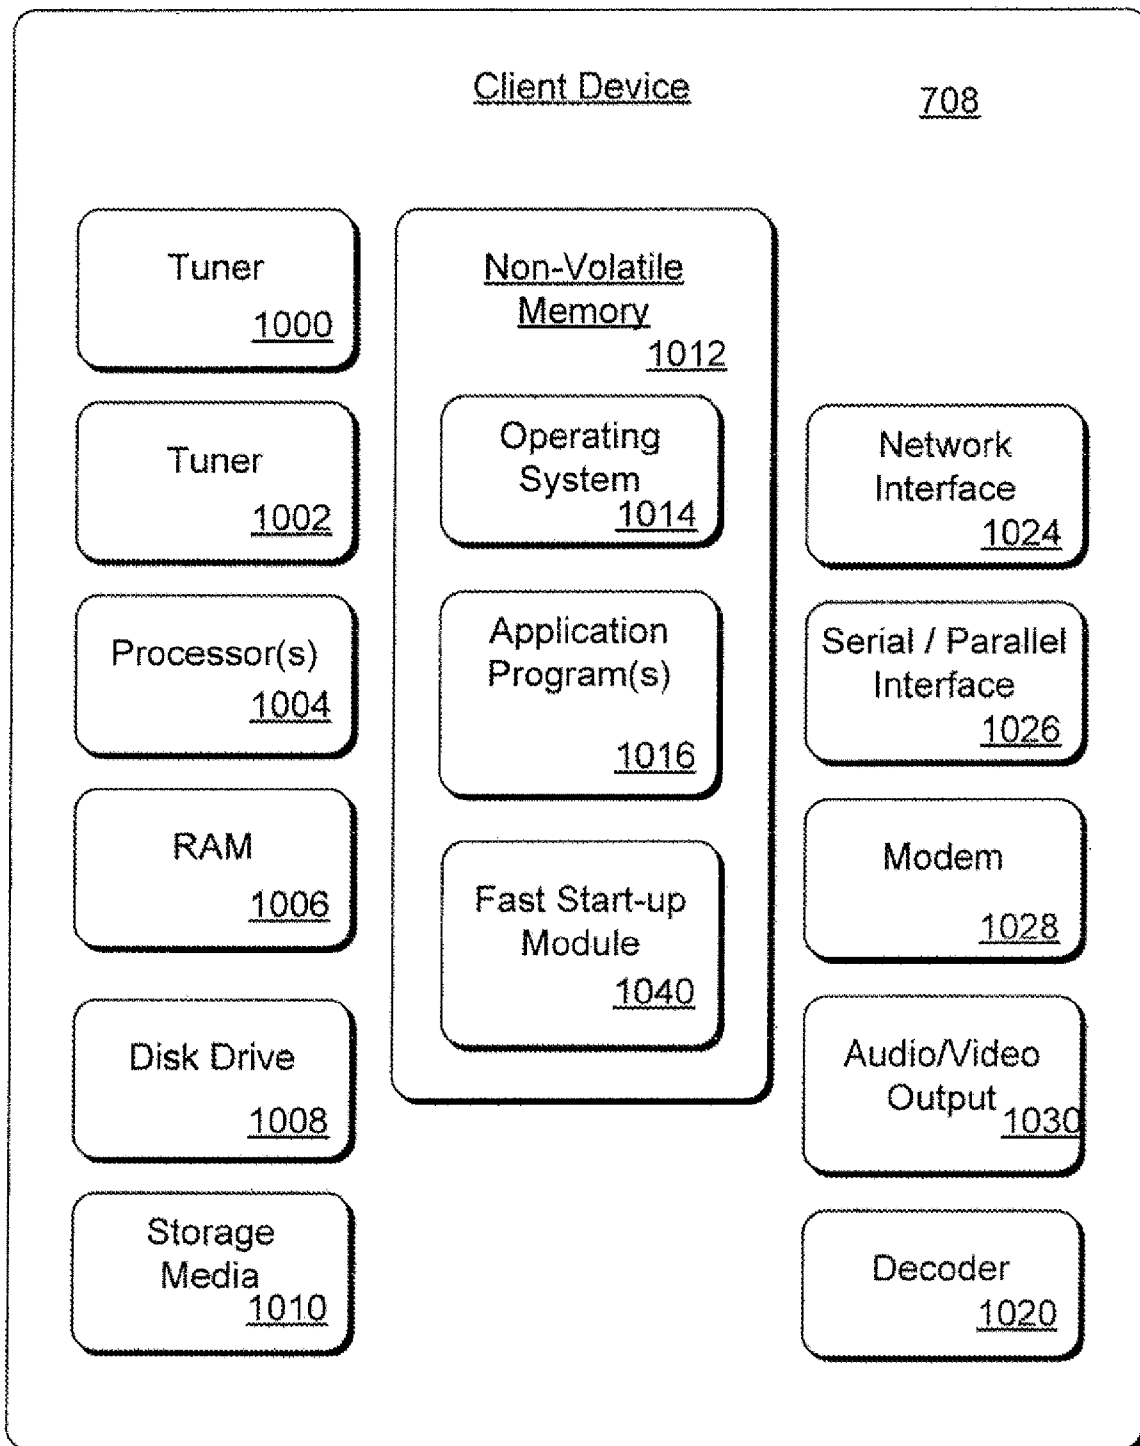 Client Device
708
Tuner
1000
Tuner
1002
Processor(s)
1004
RAM
1006
Disk Drive
1008
Storage
Media
1010
Non-Volatile
Memory
1012
Operating
System
1014
Application
Program(s)
1016
Fast Start-up
Module
1040
Network
Interface
1024
Serial / Parallel
Interface
1026
Modem
1028
Audio/Video
Output
1030
Decoder
1020